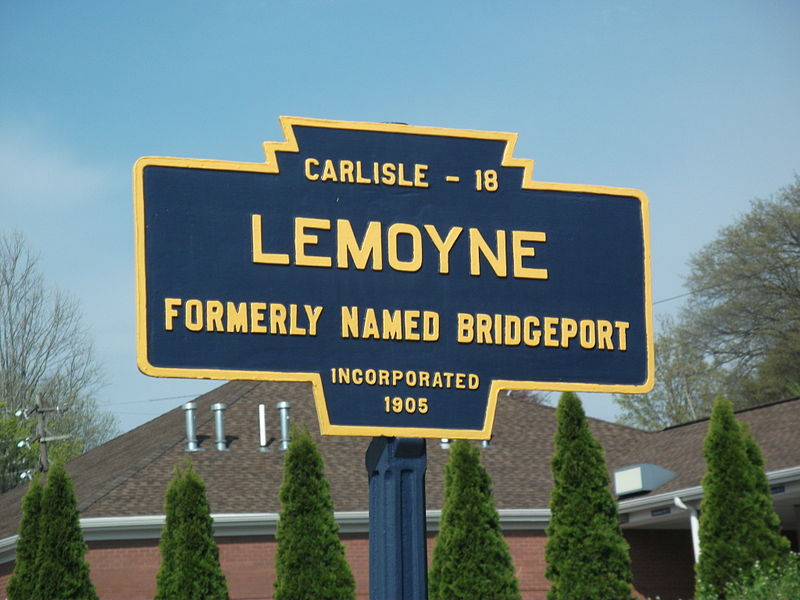 CARLISLE - 18
LEMOYNE
FORMERLY NAMED BRIDGEPORT
INCORPORATED
1905